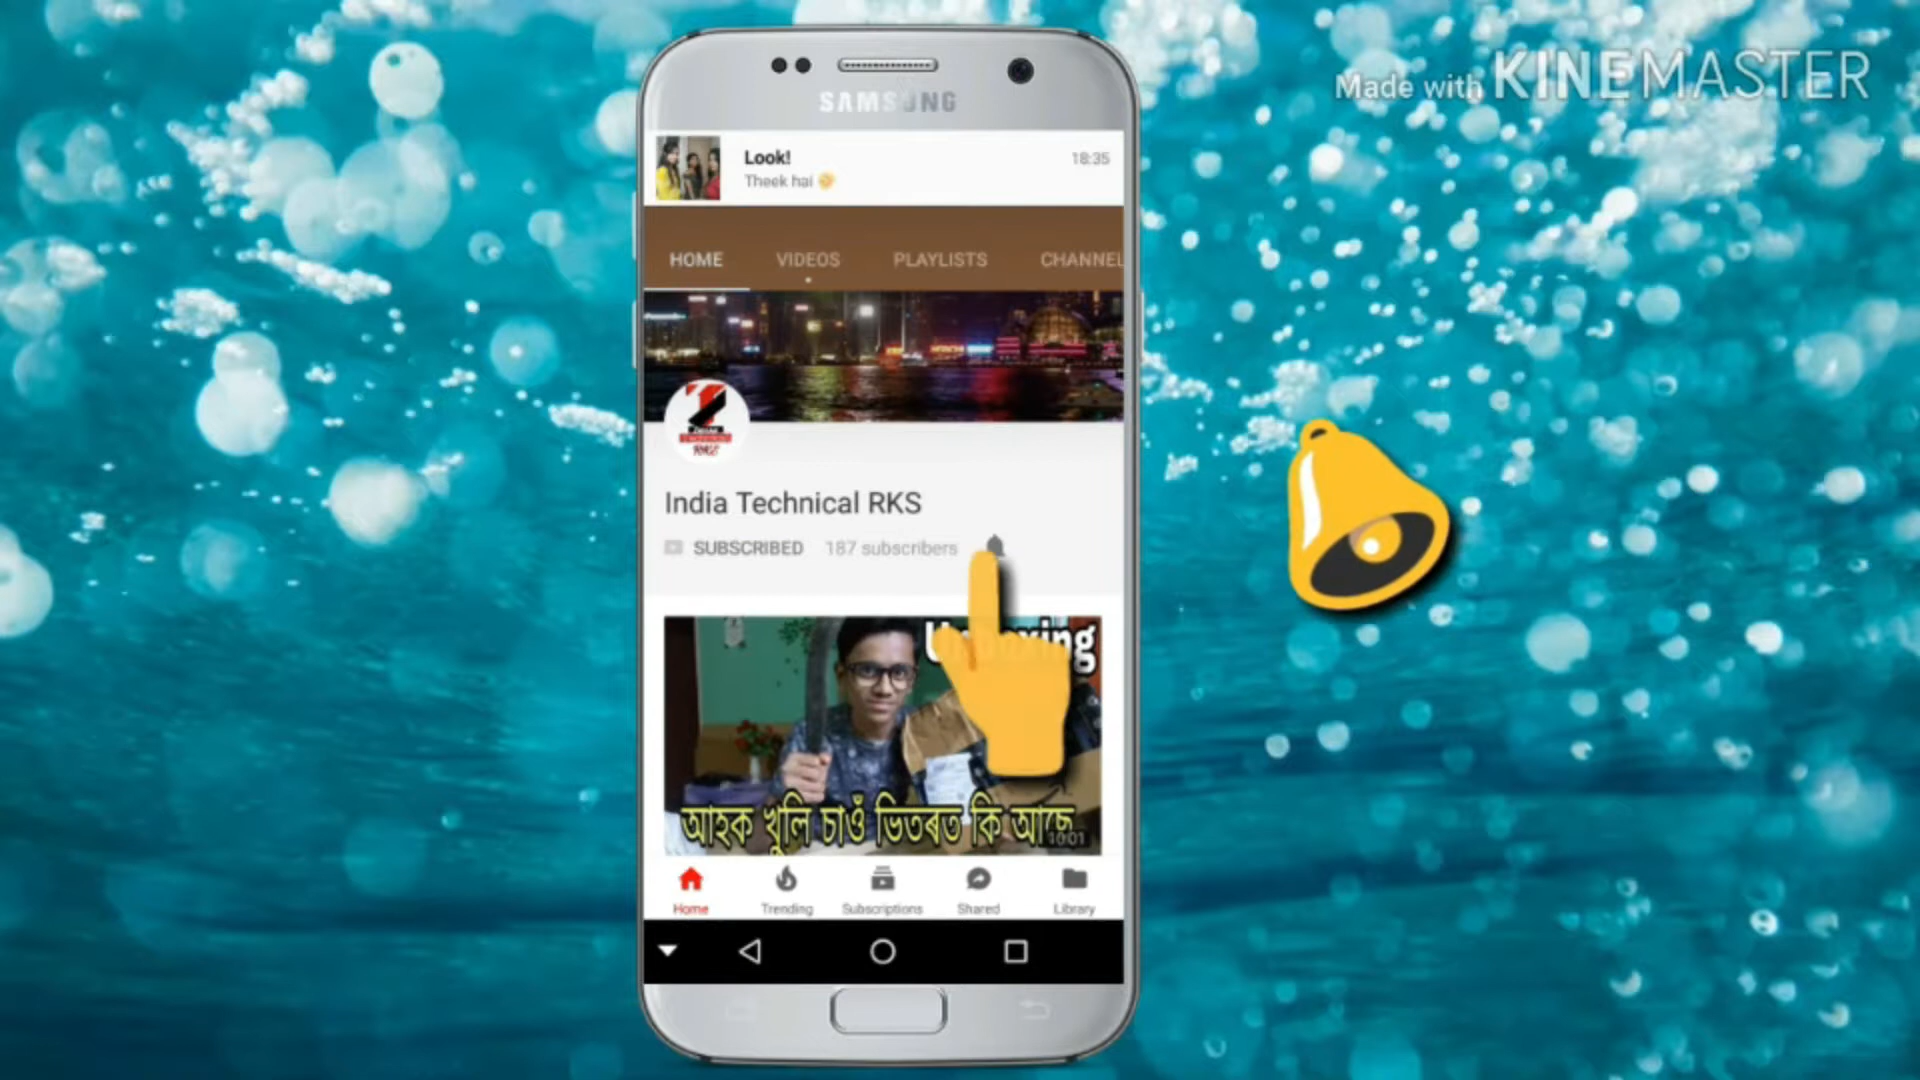 Made with KINEMASTER
SAMSUNG
Look!
18:35
Theek hai
HOME VIDEOS PLAYLISTS CHANNEL
India Technical RKS
SUBSCRIBED 187 subscribers
Unboxing
আহক খুলি চাওঁ ভিতৰত কি আছে
10:01
Home Trending Subscriptions Shared Library